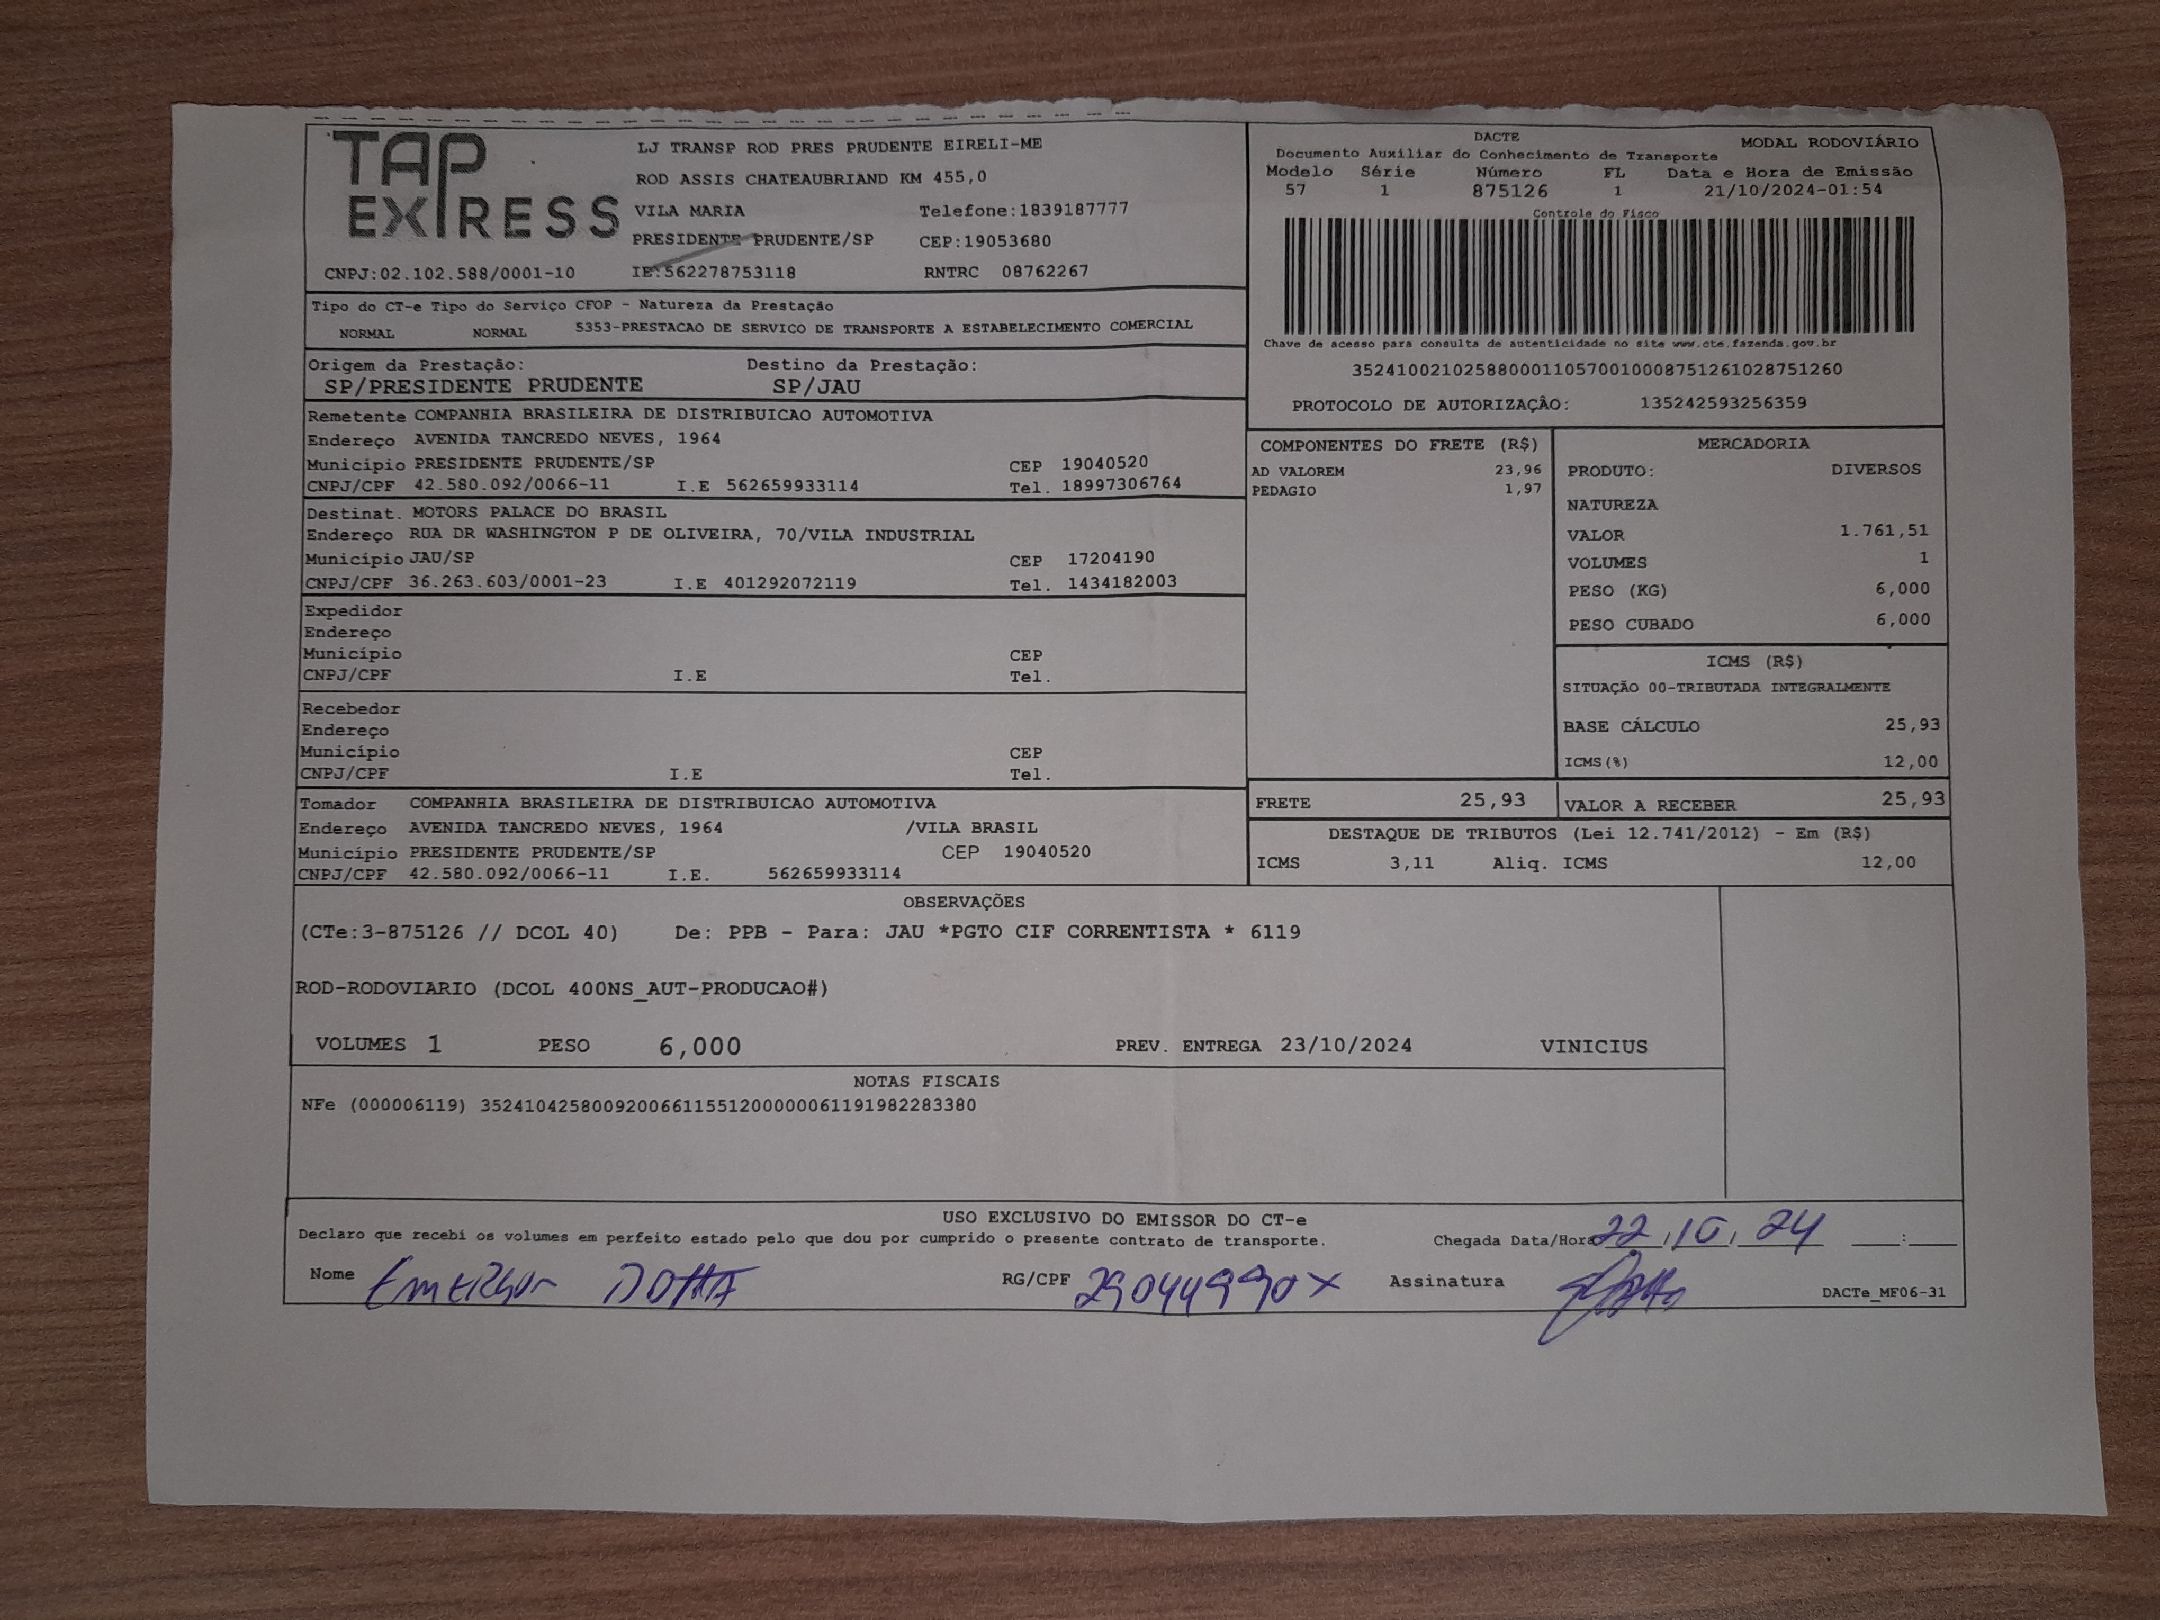 TAP EXPRESS
LJ TRANSP ROD PRES PRUDENTE EIRELI-ME
ROD ASSIS CHATEAUBRIAND KM 455,0
VILA MARIA Telefone:1839187777
PRESIDENTE PRUDENTE/SP CEP:19053680
CNPJ:02.102.588/0001-10 IE:562278753118 RNTRC 08762267
DACTE MODAL RODOVIÁRIO
Documento Auxiliar do Conhecimento de Transporte
Modelo Série Número FL Data e Hora de Emissão
57 1 875126 1 21/10/2024-01:54
Controle do Fisco
Chave de acesso para consulta de autenticidade no site www.cte.fazenda.gov.br
35241002102588000110570010008751261028751260
PROTOCOLO DE AUTORIZAÇÃO: 135242593256359
Tipo do CT-e Tipo do Serviço CFOP - Natureza da Prestação
NORMAL NORMAL 5353-PRESTACAO DE SERVICO DE TRANSPORTE A ESTABELECIMENTO COMERCIAL
Origem da Prestação: Destino da Prestação:
SP/PRESIDENTE PRUDENTE SP/JAU
Remetente COMPANHIA BRASILEIRA DE DISTRIBUICAO AUTOMOTIVA
Endereço AVENIDA TANCREDO NEVES, 1964
Município PRESIDENTE PRUDENTE/SP CEP 19040520
CNPJ/CPF 42.580.092/0066-11 I.E 562659933114 Tel. 18997306764
Destinat. MOTORS PALACE DO BRASIL
Endereço RUA DR WASHINGTON P DE OLIVEIRA, 70/VILA INDUSTRIAL
Município JAU/SP CEP 17204190
CNPJ/CPF 36.263.603/0001-23 I.E 401292072119 Tel. 1434182003
Expedidor
Endereço
Município CEP
CNPJ/CPF I.E Tel.
Recebedor
Endereço
Município CEP
CNPJ/CPF I.E Tel.
Tomador COMPANHIA BRASILEIRA DE DISTRIBUICAO AUTOMOTIVA
Endereço AVENIDA TANCREDO NEVES, 1964 /VILA BRASIL
Município PRESIDENTE PRUDENTE/SP CEP 19040520
CNPJ/CPF 42.580.092/0066-11 I.E. 562659933114
COMPONENTES DO FRETE (R$)
AD VALOREM 23,96
PEDAGIO 1,97
MERCADORIA
PRODUTO: DIVERSOS
NATUREZA
VALOR 1.761,51
VOLUMES 1
PESO (KG) 6,000
PESO CUBADO 6,000
ICMS (R$)
SITUAÇÃO 00-TRIBUTADA INTEGRALMENTE
BASE CÁLCULO 25,93
ICMS(%) 12,00
FRETE 25,93 VALOR A RECEBER 25,93
DESTAQUE DE TRIBUTOS (Lei 12.741/2012) - Em (R$)
ICMS 3,11 Aliq. ICMS 12,00
OBSERVAÇÕES
(CTe:3-875126 // DCOL 40) De: PPB - Para: JAU *PGTO CIF CORRENTISTA * 6119
ROD-RODOVIARIO (DCOL 400NS_AUT-PRODUCAO#)
VOLUMES 1 PESO 6,000 PREV. ENTREGA 23/10/2024 VINICIUS
NOTAS FISCAIS
NFe (000006119) 35241042580092006611551200000061191982283380
USO EXCLUSIVO DO EMISSOR DO CT-e
Declaro que recebi os volumes em perfeito estado pelo que dou por cumprido o presente contrato de transporte. Chegada Data/Hora 22/10/24 __:__
Nome Emerson DOTTA RG/CPF 29044990X Assinatura
DACTe_MF06-31